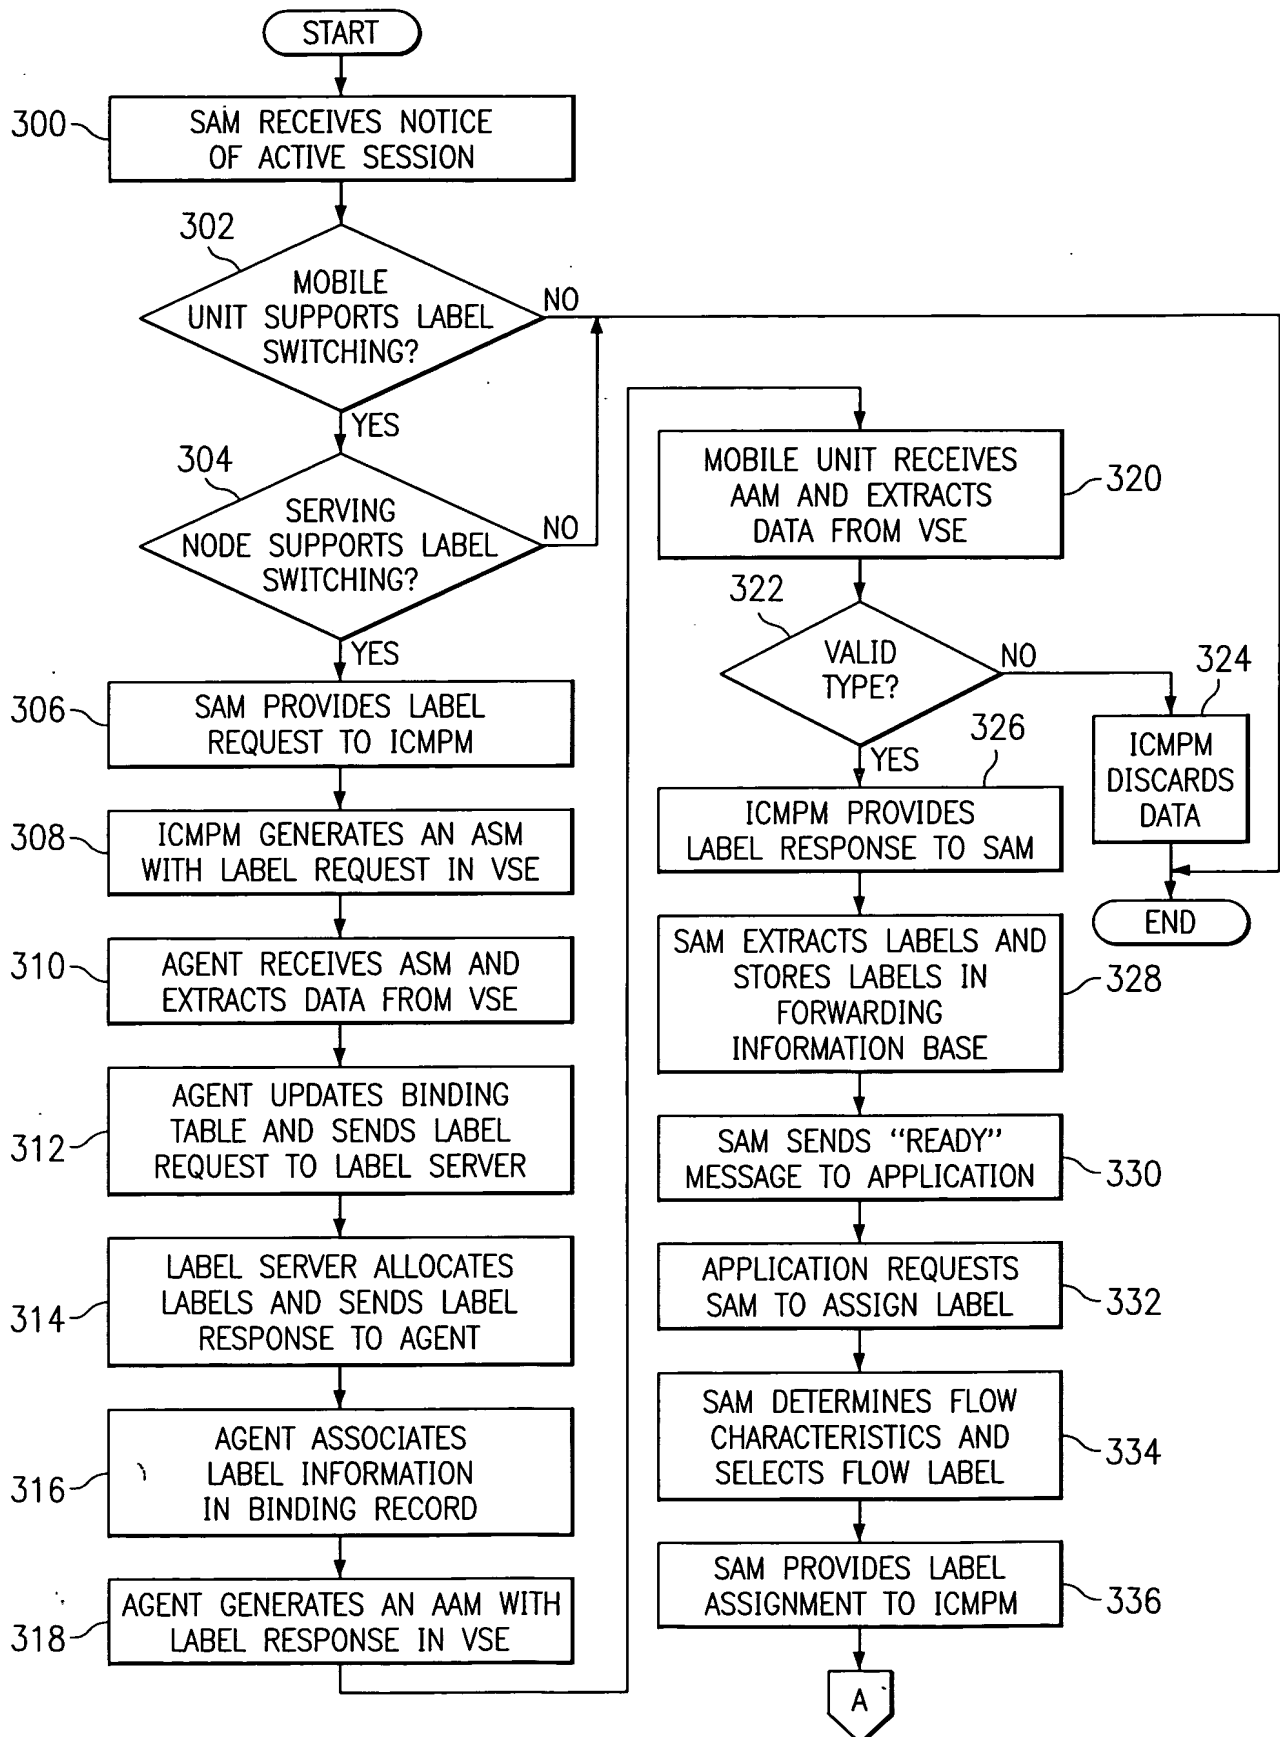 START
300
SAM RECEIVES NOTICE
OF ACTIVE SESSION
302
MOBILE
UNIT SUPPORTS LABEL
SWITCHING?
NO
YES
304
SERVING
NODE SUPPORTS LABEL
SWITCHING?
NO
YES
306
SAM PROVIDES LABEL
REQUEST TO ICMPM
308
ICMPM GENERATES AN ASM
WITH LABEL REQUEST IN VSE
310
AGENT RECEIVES ASM AND
EXTRACTS DATA FROM VSE
312
AGENT UPDATES BINDING
TABLE AND SENDS LABEL
REQUEST TO LABEL SERVER
314
LABEL SERVER ALLOCATES
LABELS AND SENDS LABEL
RESPONSE TO AGENT
316
AGENT ASSOCIATES
LABEL INFORMATION
IN BINDING RECORD
318
AGENT GENERATES AN AAM WITH
LABEL RESPONSE IN VSE
MOBILE UNIT RECEIVES
AAM AND EXTRACTS
DATA FROM VSE
320
322
VALID
TYPE?
NO
YES
324
ICMPM
DISCARDS
DATA
END
326
ICMPM PROVIDES
LABEL RESPONSE TO SAM
SAM EXTRACTS LABELS AND
STORES LABELS IN
FORWARDING
INFORMATION BASE
328
SAM SENDS “READY”
MESSAGE TO APPLICATION
330
APPLICATION REQUESTS
SAM TO ASSIGN LABEL
332
SAM DETERMINES FLOW
CHARACTERISTICS AND
SELECTS FLOW LABEL
334
SAM PROVIDES LABEL
ASSIGNMENT TO ICMPM
336
A